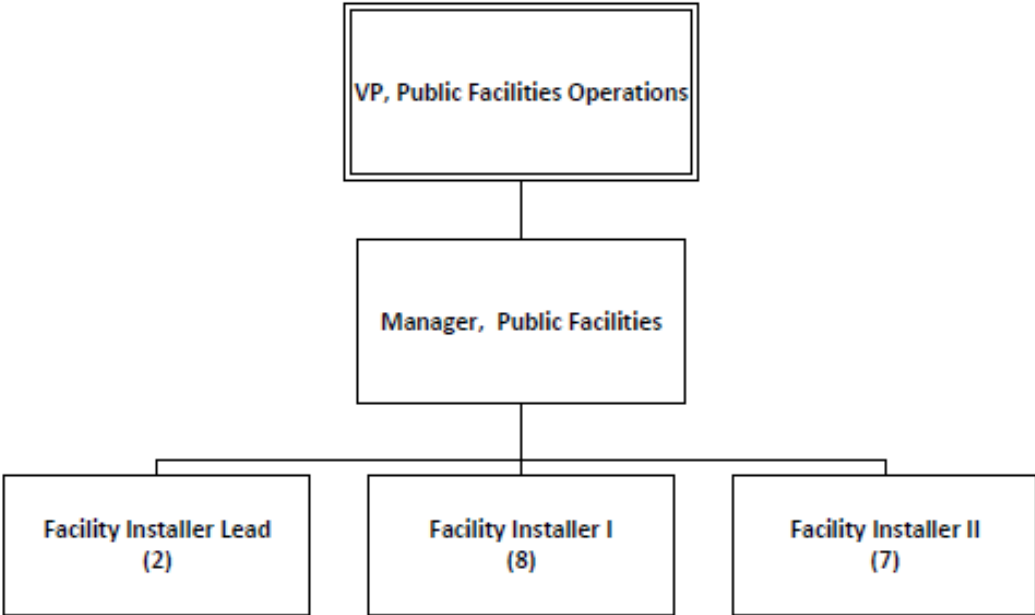 VP, Public Facilities Operations
Manager, Public Facilities
Facility Installer Lead
(2)
Facility Installer I
(8)
Facility Installer II
(7)